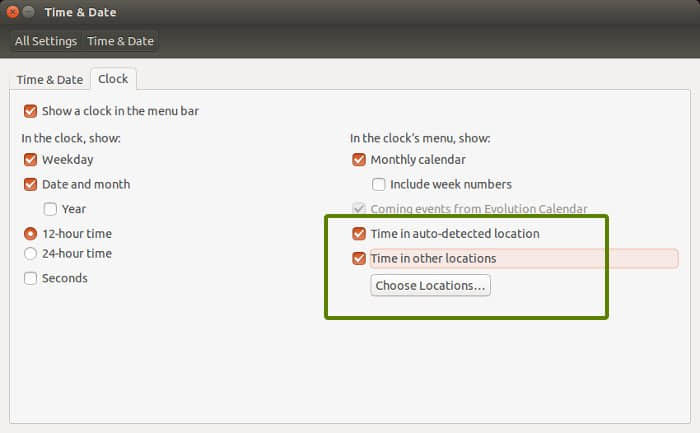 Time & Date
All Settings Time & Date
Time & Date Clock
Show a clock in the menu bar
In the clock, show:
Weekday
Date and month
Year
12-hour time
24-hour time
Seconds
In the clock's menu, show:
Monthly calendar
Include week numbers
Coming events from Evolution Calendar
Time in auto-detected location
Time in other locations
Choose Locations...